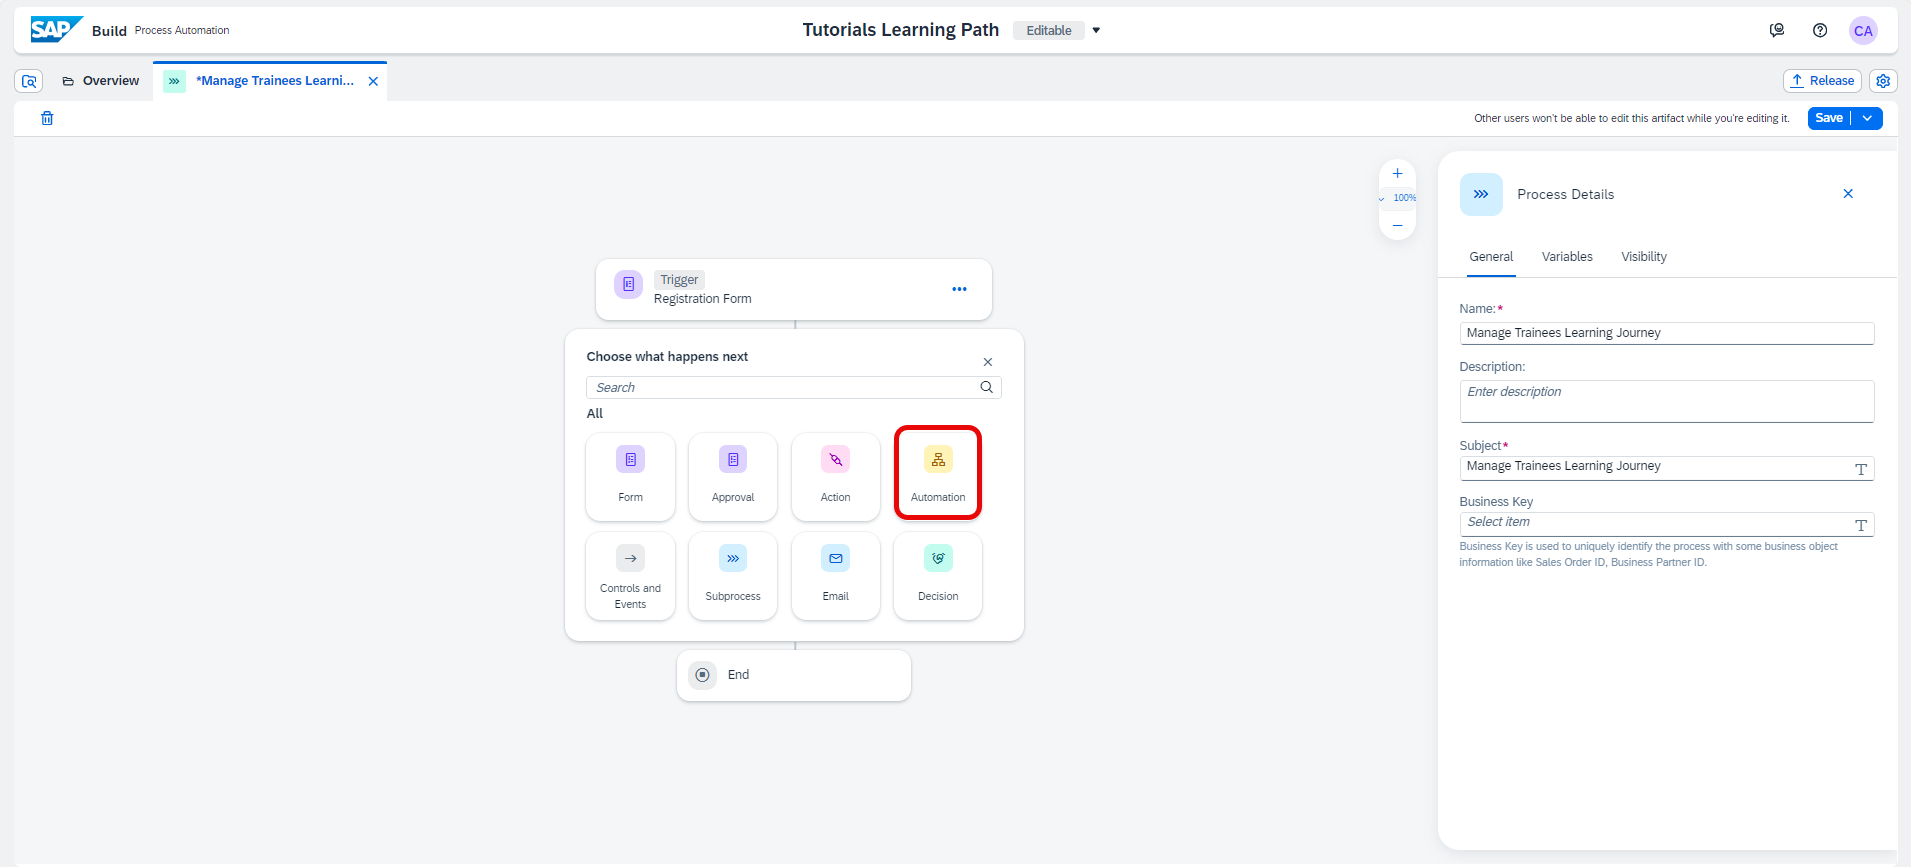 SAP Build Process Automation
Tutorials Learning Path Editable
CA
Overview
*Manage Trainees Learni...
Release
Other users won't be able to edit this artifact while you're editing it.
Save
100%
Trigger
Registration Form
Choose what happens next
Search
All
Form
Approval
Action
Automation
Controls and
Events
Subprocess
Email
Decision
End
Process Details
General Variables Visibility
Name:*
Manage Trainees Learning Journey
Description:
Enter description
Subject*
Manage Trainees Learning Journey
Business Key
Select item
Business Key is used to uniquely identify the process with some business object
information like Sales Order ID, Business Partner ID.